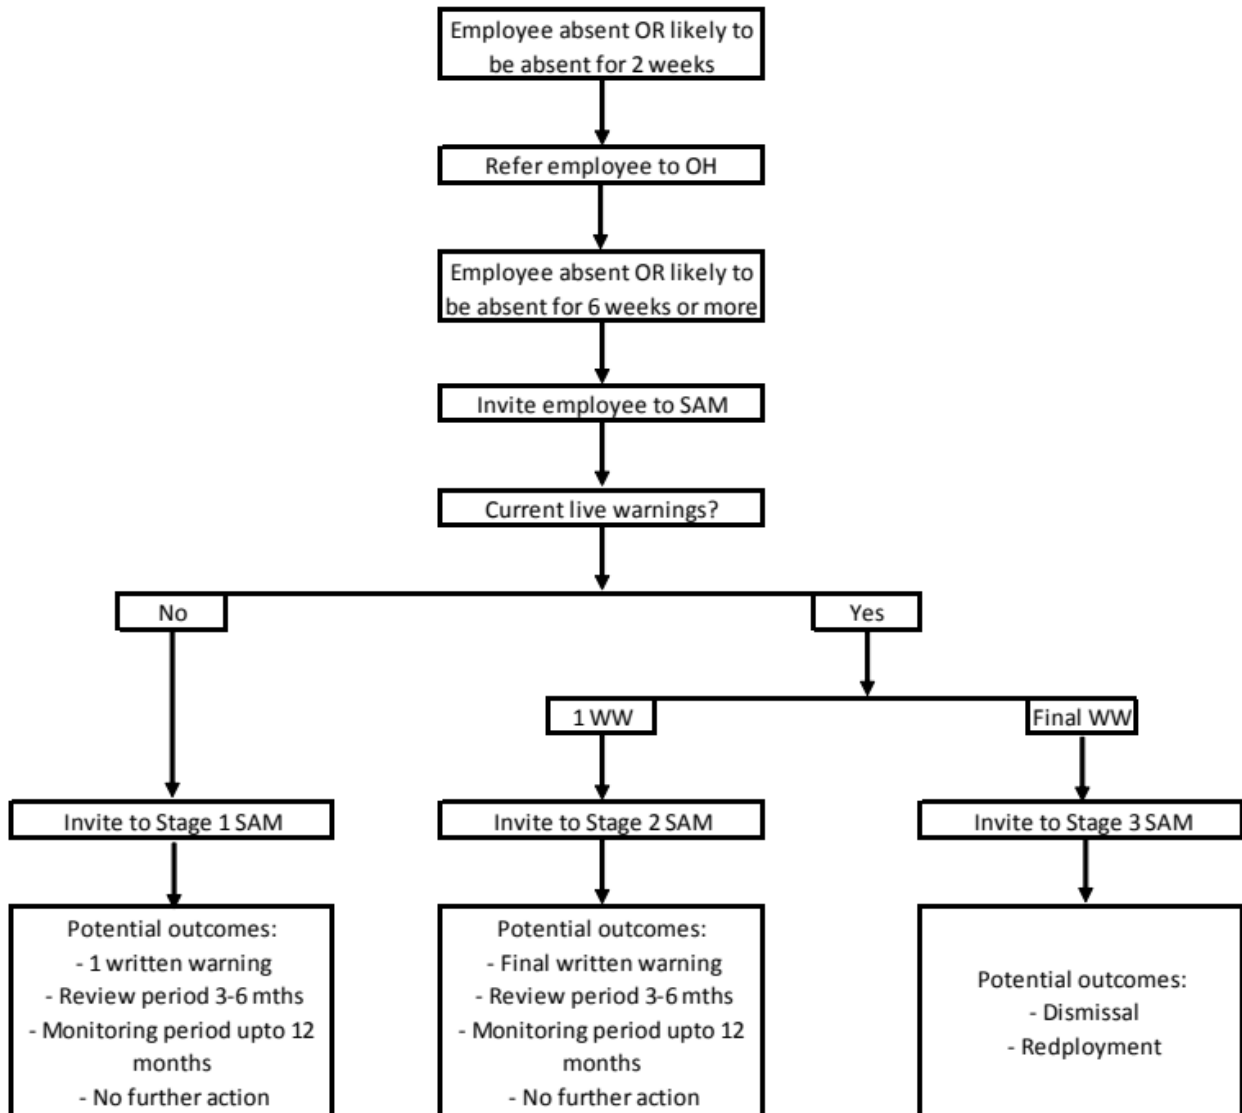 Employee absent OR likely to
be absent for 2 weeks
Refer employee to OH
Employee absent OR likely to
be absent for 6 weeks or more
Invite employee to SAM
Current live warnings?
No
Yes
1 WW
Final WW
Invite to Stage 1 SAM
Invite to Stage 2 SAM
Invite to Stage 3 SAM
Potential outcomes:
- 1 written warning
- Review period 3-6 mths
- Monitoring period upto 12
months
- No further action
Potential outcomes:
- Final written warning
- Review period 3-6 mths
- Monitoring period upto 12
months
- No further action
Potential outcomes:
- Dismissal
- Redployment